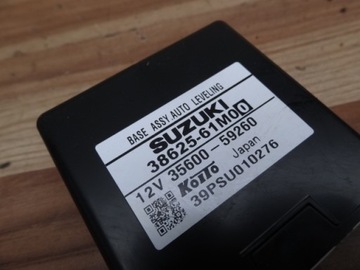 BASE ASSY,AUTO LEVELING
SUZUKI
38625-61M00
12V 35600-59260
KOITO Japan
39PSU010276